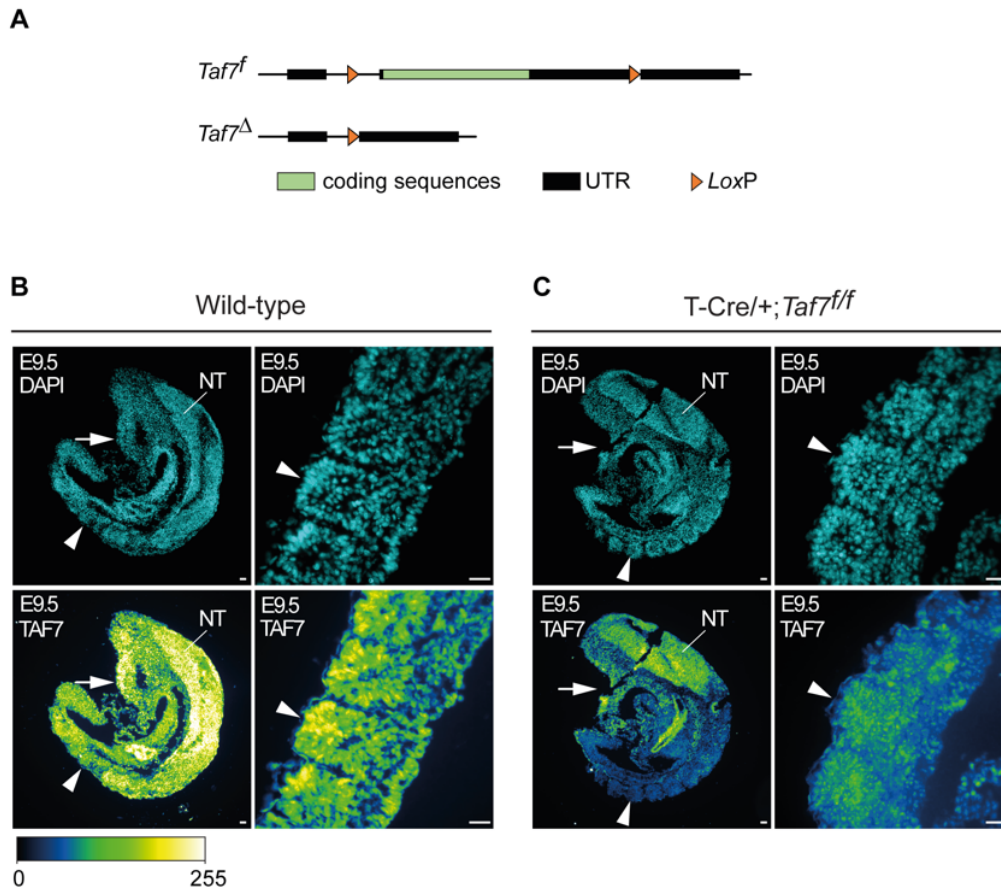 A
Taf7f
Taf7Δ
coding sequences UTR LoxP
B
Wild-type
E9.5
DAPI
NT
E9.5
DAPI
E9.5
TAF7
NT
E9.5
TAF7
0 255
C
T-Cre/+;Taf7f/f
E9.5
DAPI
NT
E9.5
DAPI
E9.5
TAF7
NT
E9.5
TAF7